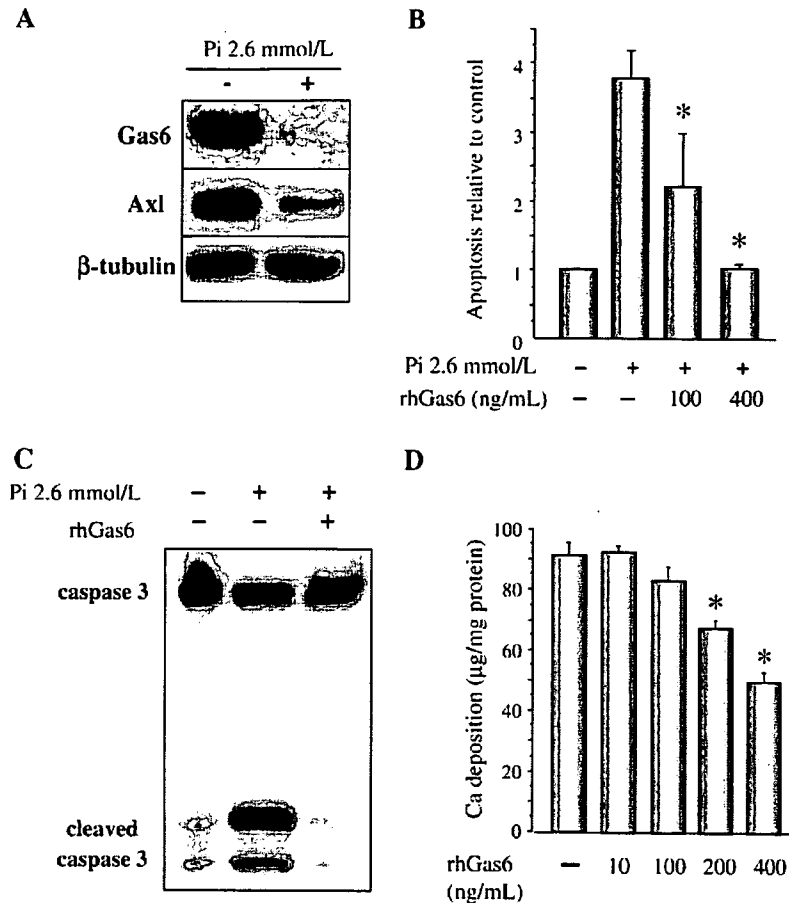 A
Pi 2.6 mmol/L
- +
Gas6
Axl
β-tubulin
B
Apoptosis relative to control
4
3
2
1
0
* *
Pi 2.6 mmol/L − + + +
rhGas6 (ng/mL) − − 100 400
C
Pi 2.6 mmol/L − + +
rhGas6 − − +
caspase 3
cleaved
caspase 3
D
Ca deposition (μg/mg protein)
100
80
60
40
20
0
* *
rhGas6 − 10 100 200 400
(ng/mL)